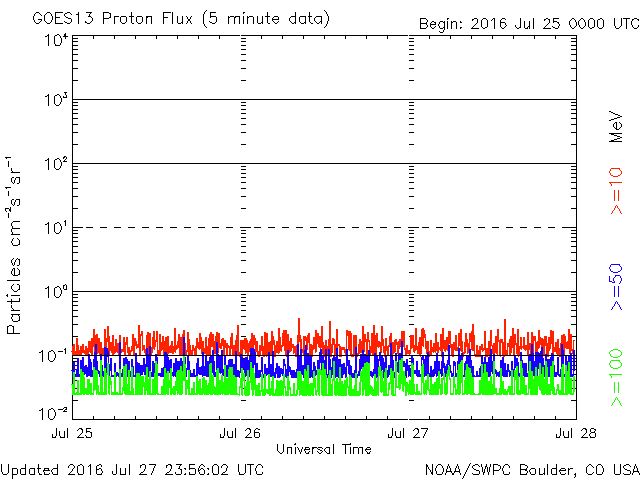 GOES13 Proton Flux (5 minute data)
Begin: 2016 Jul 25 0000 UTC
Particles cm⁻²s⁻¹sr⁻¹
10⁴
10³
10²
10¹
10⁰
10⁻¹
10⁻²
Jul 25
Jul 26
Jul 27
Jul 28
Universal Time
MeV
>=10
>=50
>=100
Updated 2016 Jul 27 23:56:02 UTC
NOAA/SWPC Boulder, CO USA